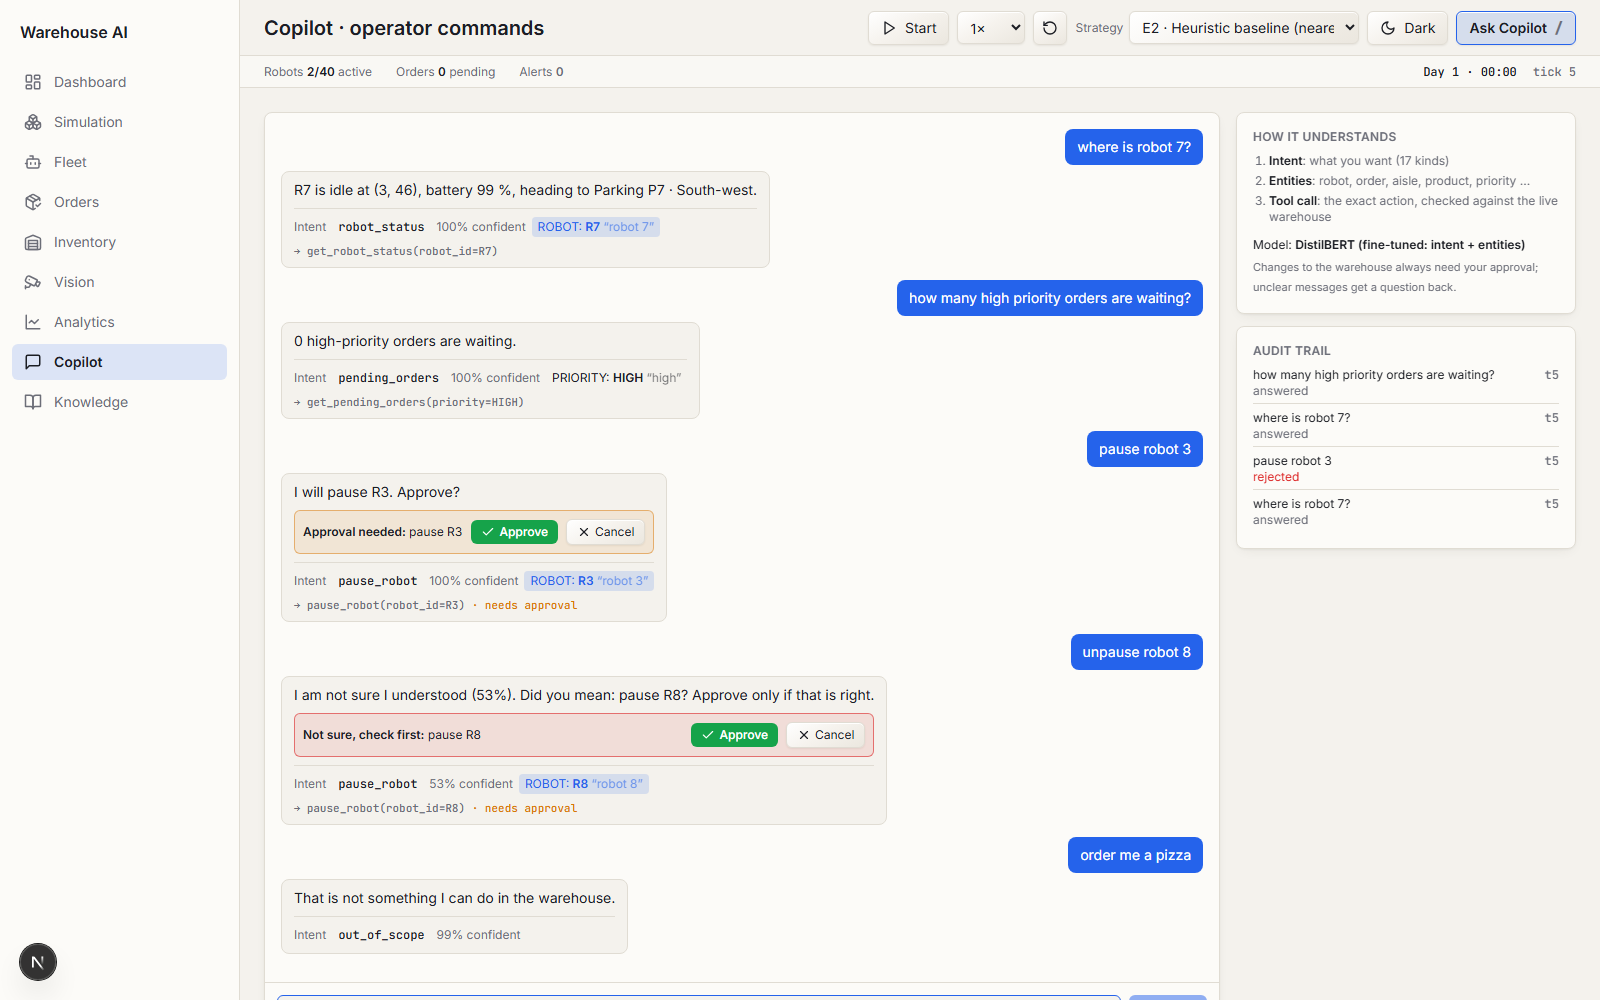 Warehouse AI
Dashboard
Simulation
Fleet
Orders
Inventory
Vision
Analytics
Copilot
Knowledge
N
Copilot · operator commands
Start
1×
Strategy
E2 · Heuristic baseline (neare
Dark
Ask Copilot /
Robots 2/40 active
Orders 0 pending
Alerts 0
Day 1 · 00:00 tick 5
where is robot 7?
R7 is idle at (3, 46), battery 99 %, heading to Parking P7 · South-west.
Intent robot_status 100% confident ROBOT: R7 “robot 7”
→ get_robot_status(robot_id=R7)
how many high priority orders are waiting?
0 high-priority orders are waiting.
Intent pending_orders 100% confident PRIORITY: HIGH “high”
→ get_pending_orders(priority=HIGH)
pause robot 3
I will pause R3. Approve?
Approval needed: pause R3 Approve Cancel
Intent pause_robot 100% confident ROBOT: R3 “robot 3”
→ pause_robot(robot_id=R3) · needs approval
unpause robot 8
I am not sure I understood (53%). Did you mean: pause R8? Approve only if that is right.
Not sure, check first: pause R8 Approve Cancel
Intent pause_robot 53% confident ROBOT: R8 “robot 8”
→ pause_robot(robot_id=R8) · needs approval
order me a pizza
That is not something I can do in the warehouse.
Intent out_of_scope 99% confident
HOW IT UNDERSTANDS
1. Intent: what you want (17 kinds)
2. Entities: robot, order, aisle, product, priority ...
3. Tool call: the exact action, checked against the live
warehouse
Model: DistilBERT (fine-tuned: intent + entities)
Changes to the warehouse always need your approval;
unclear messages get a question back.
AUDIT TRAIL
how many high priority orders are waiting? t5
answered
where is robot 7? t5
answered
pause robot 3 t5
rejected
where is robot 7? t5
answered